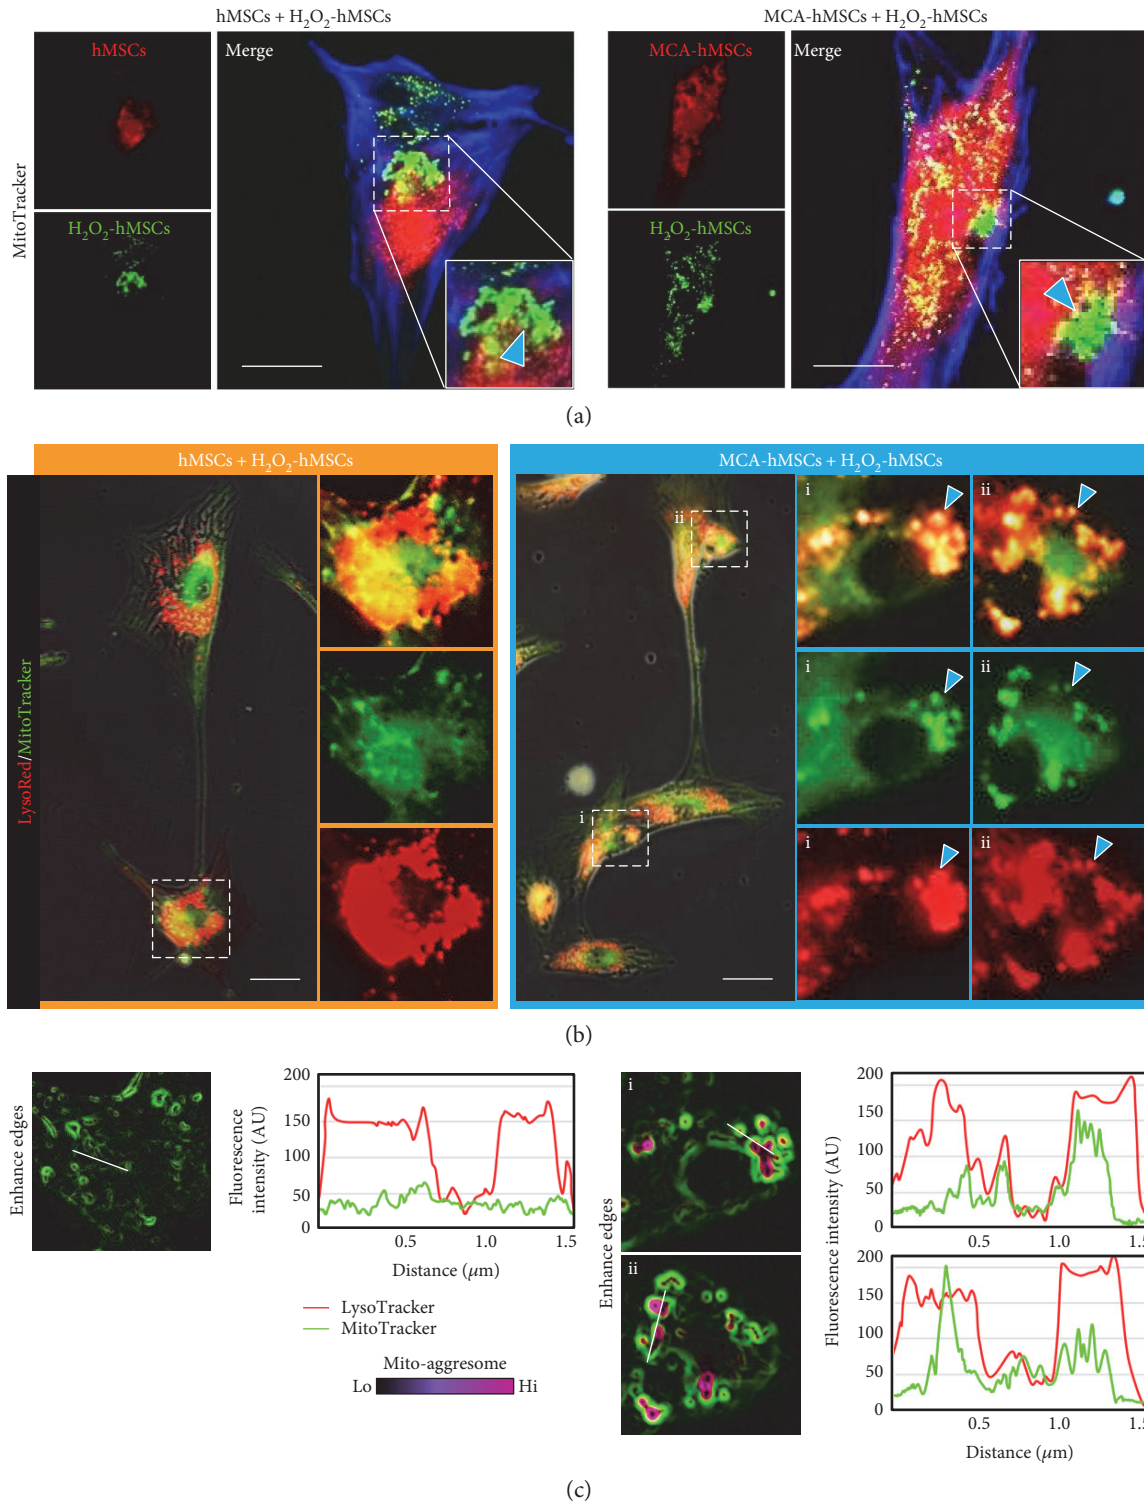 hMSCs + H₂O₂-hMSCs
MCA-hMSCs + H₂O₂-hMSCs
MitoTracker
hMSCs
H₂O₂-hMSCs
Merge
MCA-hMSCs
H₂O₂-hMSCs
Merge
(a)
LysoRed/MitoTracker
hMSCs + H₂O₂-hMSCs
MCA-hMSCs + H₂O₂-hMSCs
ii
i
i
ii
i
ii
i
ii
(b)
Enhance edges
Fluorescence
intensity (AU)
200
150
100
50
0
0.5
1.0
1.5
Distance (μm)
LysoTracker
MitoTracker
Mito-aggresome
Lo
Hi
Enhance edges
i
ii
Fluorescence intensity (AU)
200
150
100
50
0
0.5
1.0
1.5
200
150
100
50
0
0.5
1.0
1.5
Distance (μm)
(c)